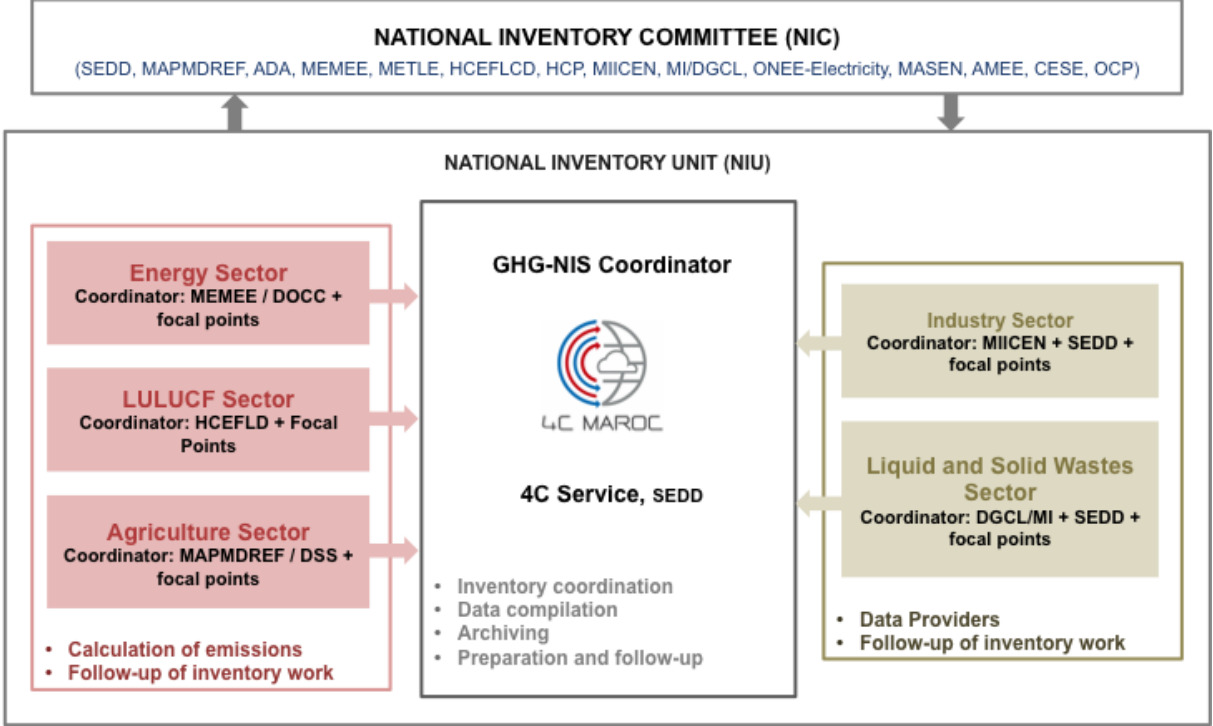 NATIONAL INVENTORY COMMITTEE (NIC)
(SEDD, MAPMDREF, ADA, MEMEE, METLE, HCEFLCD, HCP, MIICEN, MI/DGCL, ONEE-Electricity, MASEN, AMEE, CESE, OCP)
NATIONAL INVENTORY UNIT (NIU)
Energy Sector
Coordinator: MEMEE / DOCC +
focal points
LULUCF Sector
Coordinator: HCEFLD + Focal
Points
Agriculture Sector
Coordinator: MAPMDREF / DSS +
focal points
• Calculation of emissions
• Follow-up of inventory work
GHG-NIS Coordinator
4C MAROC
4C Service, SEDD
• Inventory coordination
• Data compilation
• Archiving
• Preparation and follow-up
Industry Sector
Coordinator: MIICEN + SEDD +
focal points
Liquid and Solid Wastes
Sector
Coordinator: DGCL/MI + SEDD +
focal points
• Data Providers
• Follow-up of inventory work